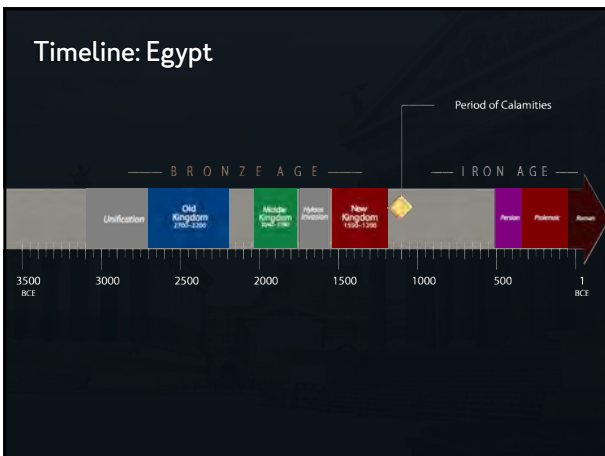 Timeline: Egypt
Period of Calamities
BRONZE AGE
IRON AGE
Unification
Old
Kingdom
2700–2200
Middle
Kingdom
Hyksos
Invasion
New
Kingdom
1550–1200
Persian
Ptolemaic
Roman
3500
BCE
3000
2500
2000
1500
1000
500
1
BCE